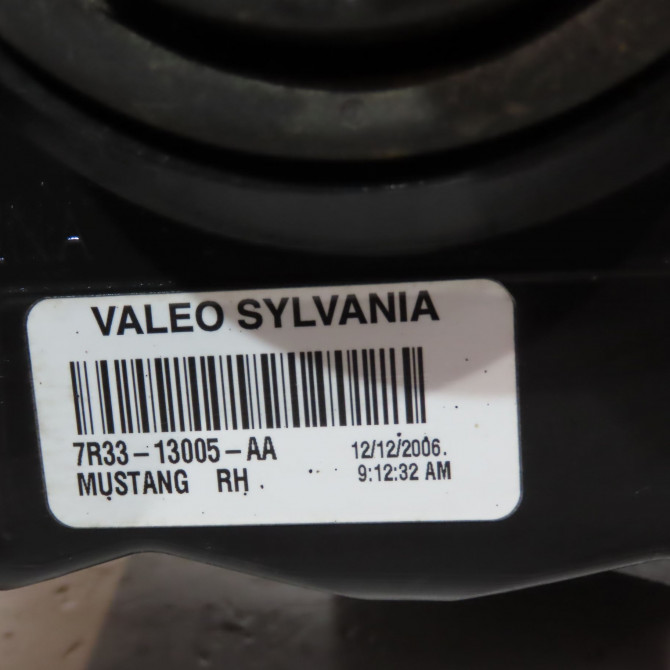 VALEO SYLVANIA
7R33-13005-AA 12/12/2006.
MUSTANG RH. 9:12:32 AM